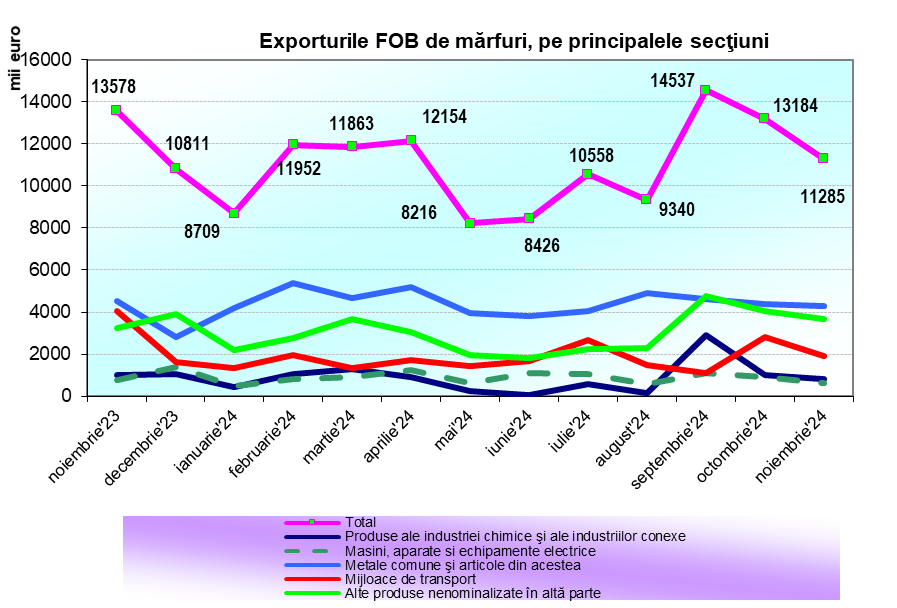 Exporturile FOB de mărfuri, pe principalele secţiuni
mii euro
16000
14000
12000
10000
8000
6000
4000
2000
0
13578
10811
8709
11952
11863
12154
8216
8426
10558
9340
14537
13184
11285
noiembrie'23
decembrie'23
ianuarie'24
februarie'24
martie'24
aprilie'24
mai'24
iunie'24
iulie'24
august'24
septembrie'24
octombrie'24
noiembrie'24
Total
Produse ale industriei chimice şi ale industriilor conexe
Masini, aparate si echipamente electrice
Metale comune şi articole din acestea
Mijloace de transport
Alte produse nenominalizate în altă parte